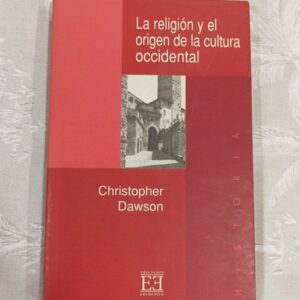 La religión y el
origen de la cultura
occidental
HISTORIA
Christopher
Dawson
ediciones
EE
encuentro